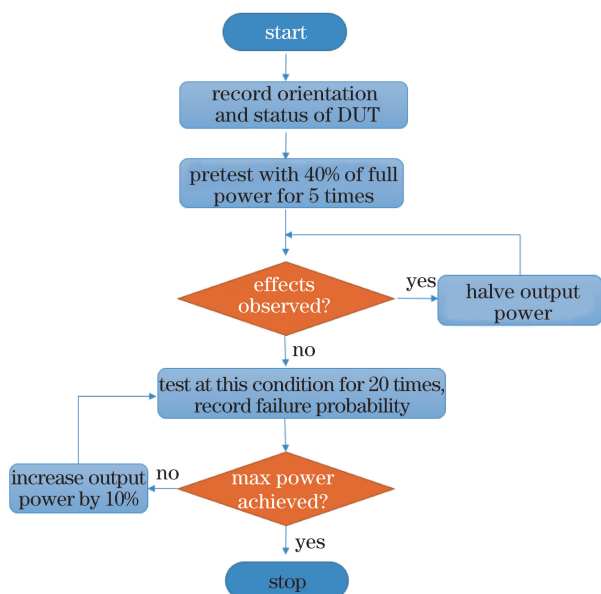 start
record orientation
and status of DUT
pretest with 40% of full
power for 5 times
effects
observed?
yes
halve output
power
no
test at this condition for 20 times,
record failure probability
increase output
power by 10%
no
max power
achieved?
yes
stop